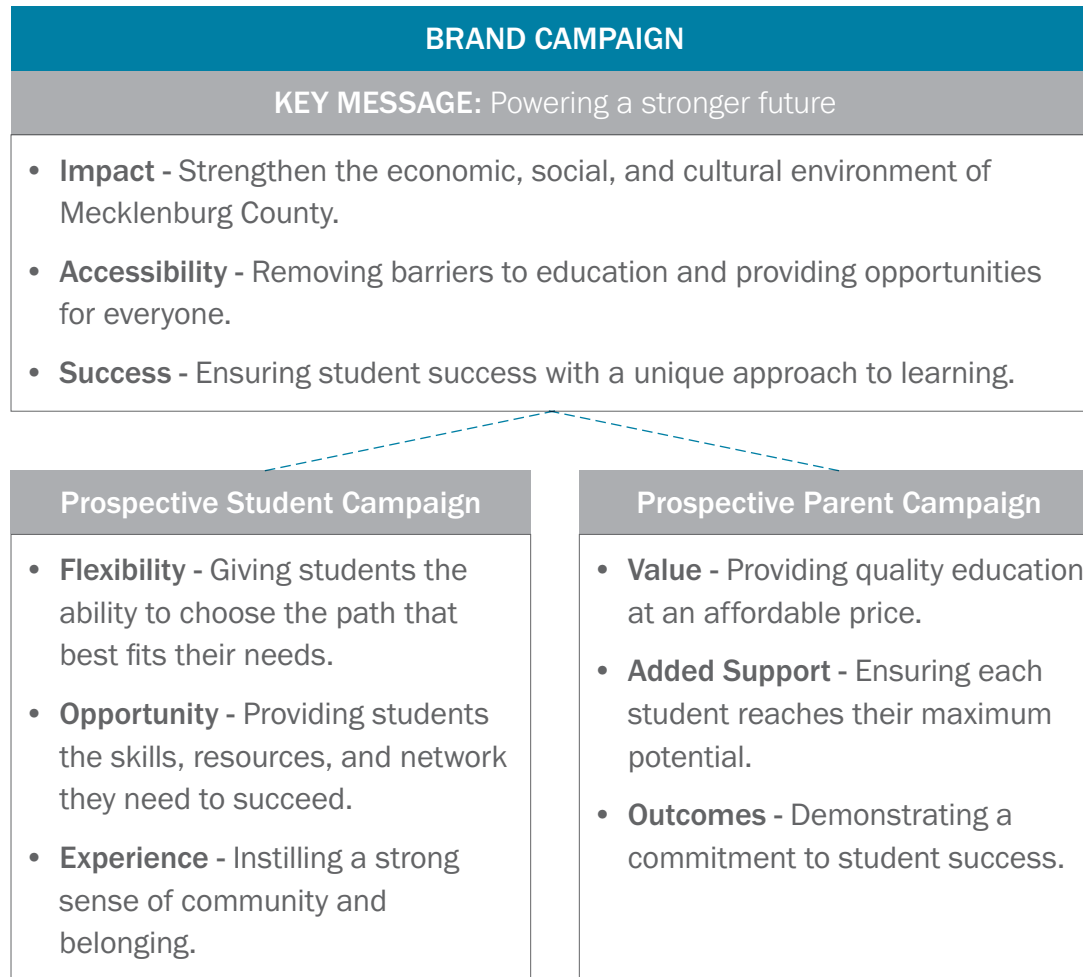 BRAND CAMPAIGN
KEY MESSAGE: Powering a stronger future
• Impact - Strengthen the economic, social, and cultural environment of
Mecklenburg County.
• Accessibility - Removing barriers to education and providing opportunities
for everyone.
• Success - Ensuring student success with a unique approach to learning.
Prospective Student Campaign
• Flexibility - Giving students the
ability to choose the path that
best fits their needs.
• Opportunity - Providing students
the skills, resources, and network
they need to succeed.
• Experience - Instilling a strong
sense of community and
belonging.
Prospective Parent Campaign
• Value - Providing quality education
at an affordable price.
• Added Support - Ensuring each
student reaches their maximum
potential.
• Outcomes - Demonstrating a
commitment to student success.